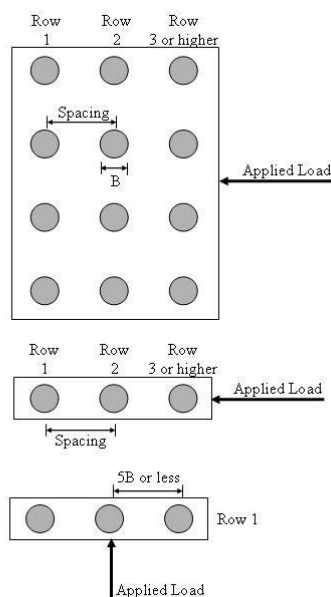 Row Row Row
1 2 3 or higher
Spacing
B
Applied Load
Row Row Row
1 2 3 or higher
Applied Load
Spacing
5B or less
Row 1
Applied Load